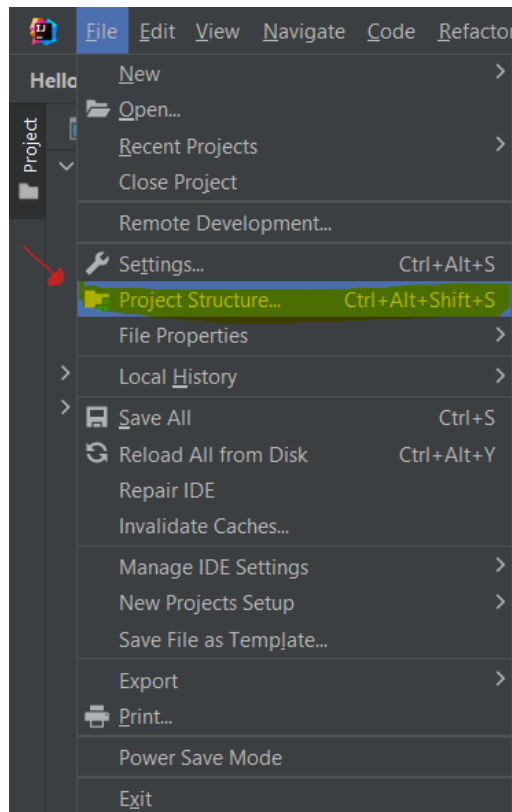 IJ
File Edit View Navigate Code Refactor
Hello
Project
New
Open...
Recent Projects
Close Project
Remote Development...
Settings... Ctrl+Alt+S
Project Structure... Ctrl+Alt+Shift+S
File Properties
Local History
Save All Ctrl+S
Reload All from Disk Ctrl+Alt+Y
Repair IDE
Invalidate Caches...
Manage IDE Settings
New Projects Setup
Save File as Template...
Export
Print...
Power Save Mode
Exit